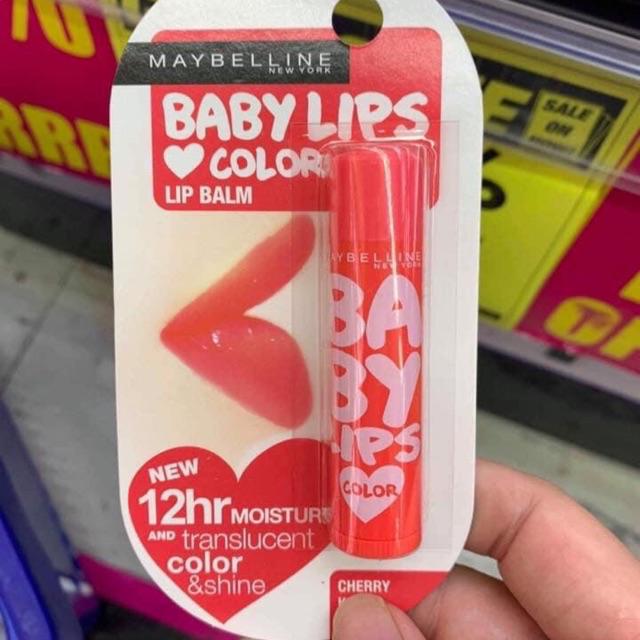 MAYBELLINE
NEW YORK
BABY LIPS
COLOR
LIP BALM
MAYBELLINE
NEW YORK
BA
BY
LIPS
COLOR
NEW
12hr MOISTURE
AND translucent
color
&shine
CHERRY
SALE
ON